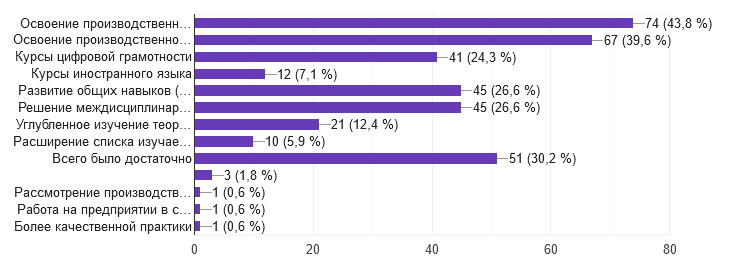 Освоение производственн… 74 (43,8 %)
Освоение производственно… 67 (39,6 %)
Курсы цифровой грамотности 41 (24,3 %)
Курсы иностранного языка 12 (7,1 %)
Развитие общих навыков (… 45 (26,6 %)
Решение междисциплинар… 45 (26,6 %)
Углубленное изучение теор… 21 (12,4 %)
Расширение списка изучае… 10 (5,9 %)
Всего было достаточно 51 (30,2 %)
3 (1,8 %)
Рассмотрение производств… 1 (0,6 %)
Работа на предприятии в с… 1 (0,6 %)
Более качественной практики 1 (0,6 %)
0 20 40 60 80